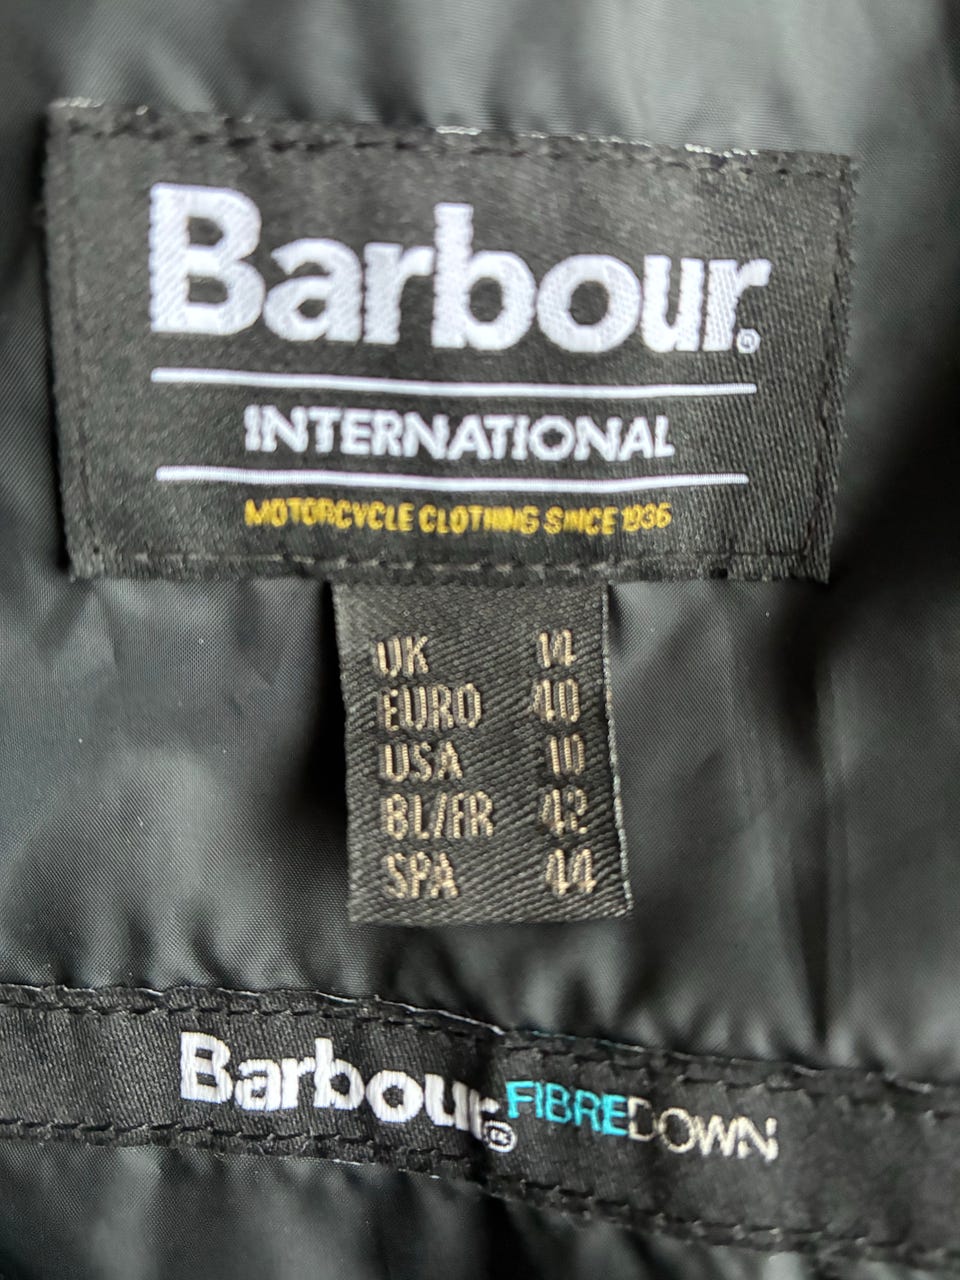 Barbour®
INTERNATIONAL
MOTORCYCLE CLOTHING SINCE 1936
UK 14
EURO 40
USA 10
BL/FR 42
SPA 44
Barbour® FIBREDOWN